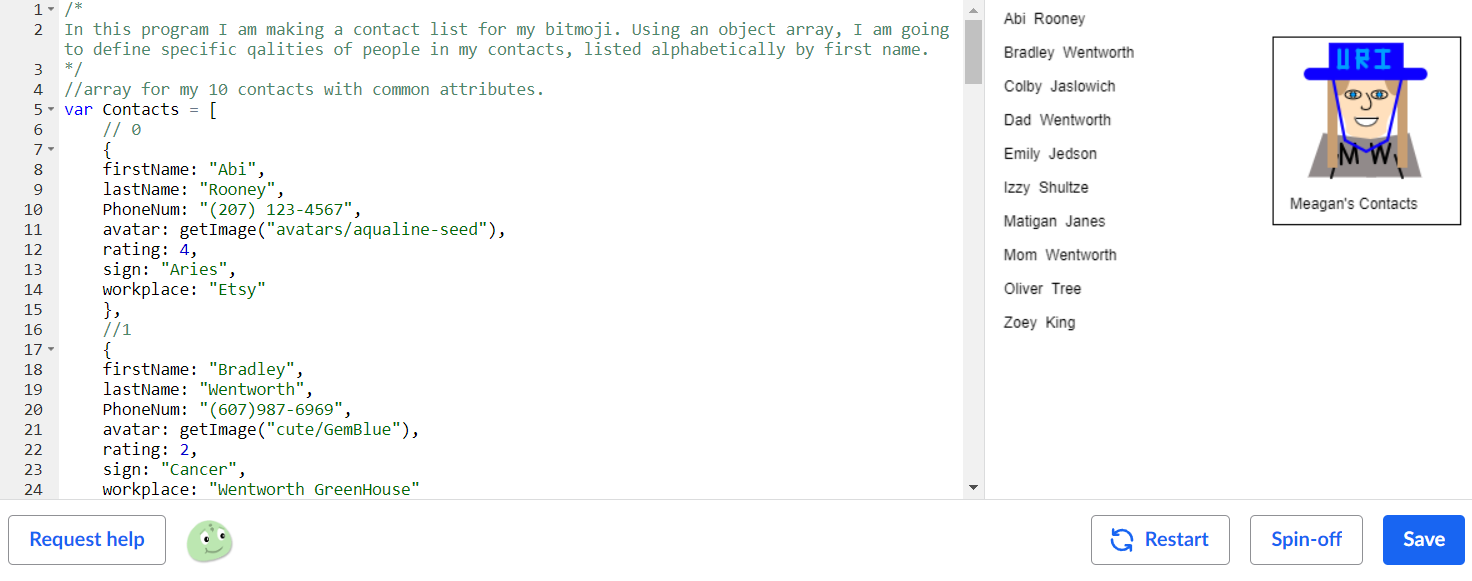 1 /*
2 In this program I am making a contact list for my bitmoji. Using an object array, I am going
to define specific qalities of people in my contacts, listed alphabetically by first name.
3 */
4 //array for my 10 contacts with common attributes.
5 var Contacts = [
6 // 0
7 {
8 firstName: "Abi",
9 lastName: "Rooney",
10 PhoneNum: "(207) 123-4567",
11 avatar: getImage("avatars/aqualine-seed"),
12 rating: 4,
13 sign: "Aries",
14 workplace: "Etsy"
15 },
16 //1
17 {
18 firstName: "Bradley",
19 lastName: "Wentworth",
20 PhoneNum: "(607)987-6969",
21 avatar: getImage("cute/GemBlue"),
22 rating: 2,
23 sign: "Cancer",
24 workplace: "Wentworth GreenHouse"
Abi Rooney
Bradley Wentworth
Colby Jaslowich
Dad Wentworth
Emily Jedson
Izzy Shultze
Matigan Janes
Mom Wentworth
Oliver Tree
Zoey King
URI
M W
Meagan's Contacts
Request help
Restart
Spin-off
Save